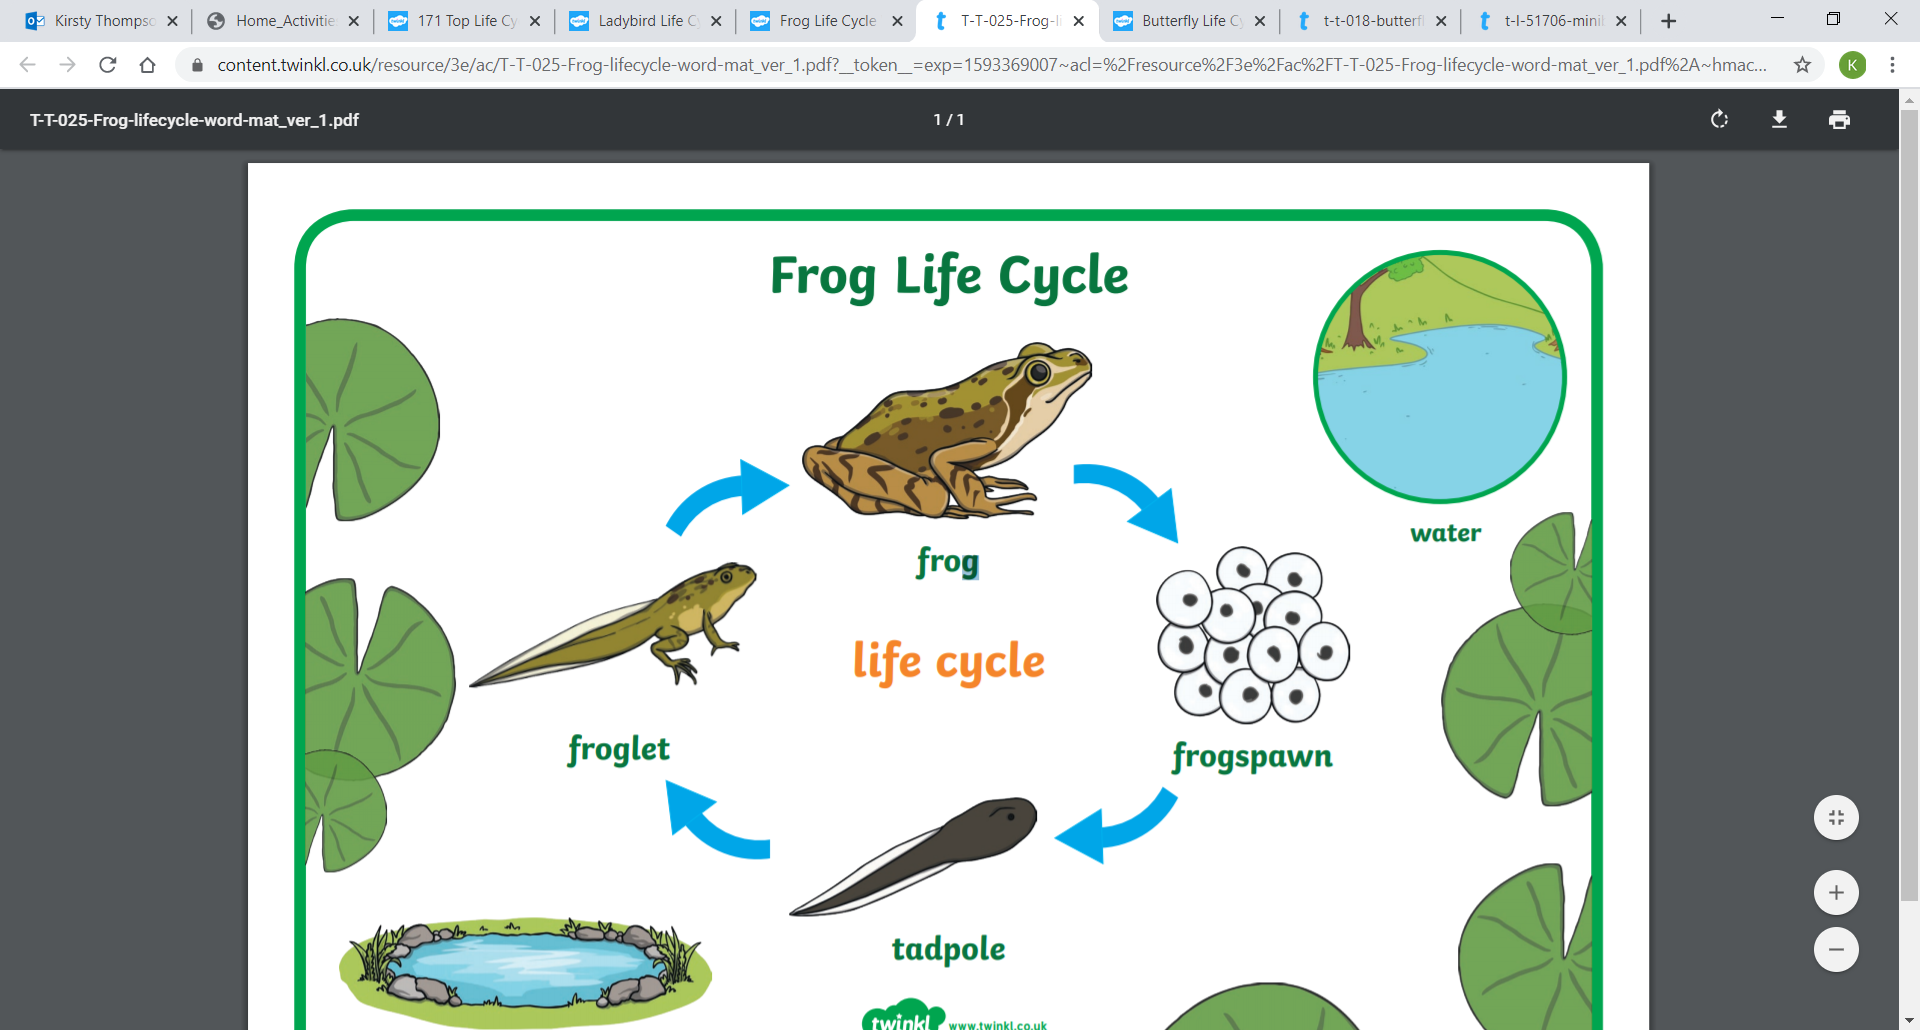 Kirsty Thompso
Home_Activitie
171 Top Life Cy
Ladybird Life C
Frog Life Cycle
T-T-025-Frog-li
Butterfly Life Cy
t-t-018-butterf
t-l-51706-mini
content.twinkl.co.uk/resource/3e/ac/T-T-025-Frog-lifecycle-word-mat_ver_1.pdf?__token__=exp=1593369007~acl=%2Fresource%2F3e%2Fac%2FT-T-025-Frog-lifecycle-word-mat_ver_1.pdf%2A~hmac...
K
T-T-025-Frog-lifecycle-word-mat_ver_1.pdf
1 / 1
Frog Life Cycle
water
frog
life cycle
froglet
frogspawn
tadpole
twinkl
www.twinkl.co.uk